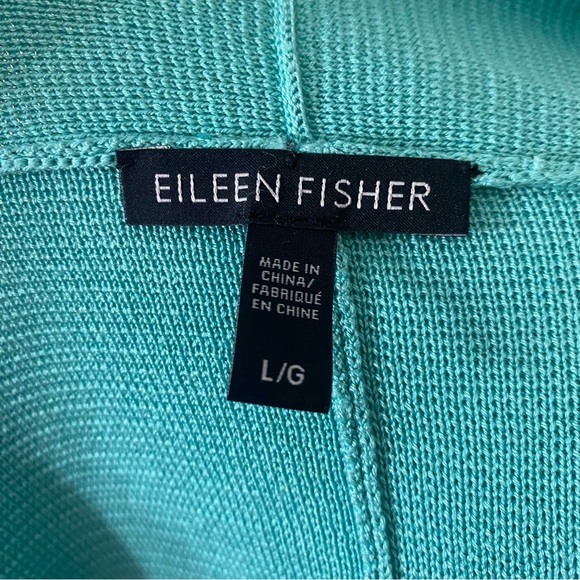 EILEEN FISHER
MADE IN
CHINA/
FABRIQUÉ
EN CHINE
L/G